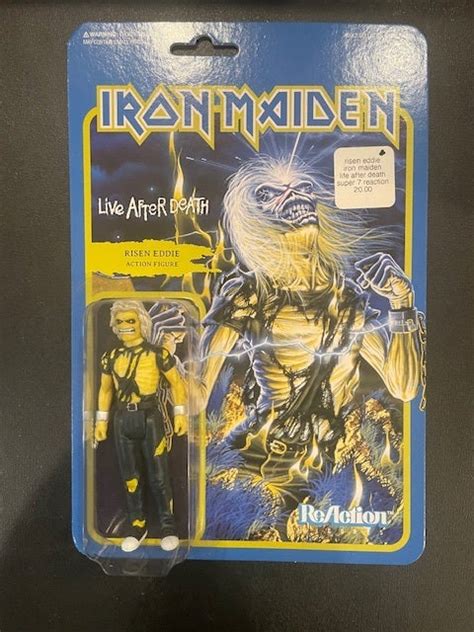 WARNING:
IRON MAIDEN
risen eddie
iron maiden
life after death
super 7 reaction
20.00
Live After Death
RISEN EDDIE
ACTION FIGURE
ReAction